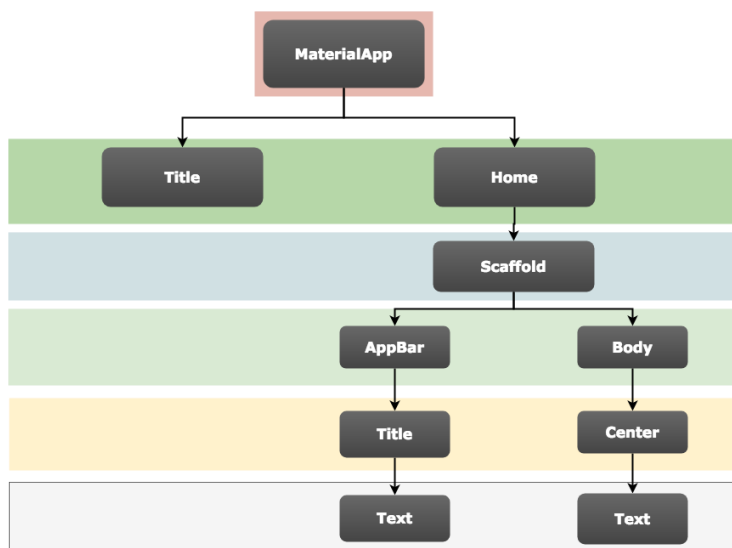 MaterialApp
Title
Home
Scaffold
AppBar
Body
Title
Center
Text
Text